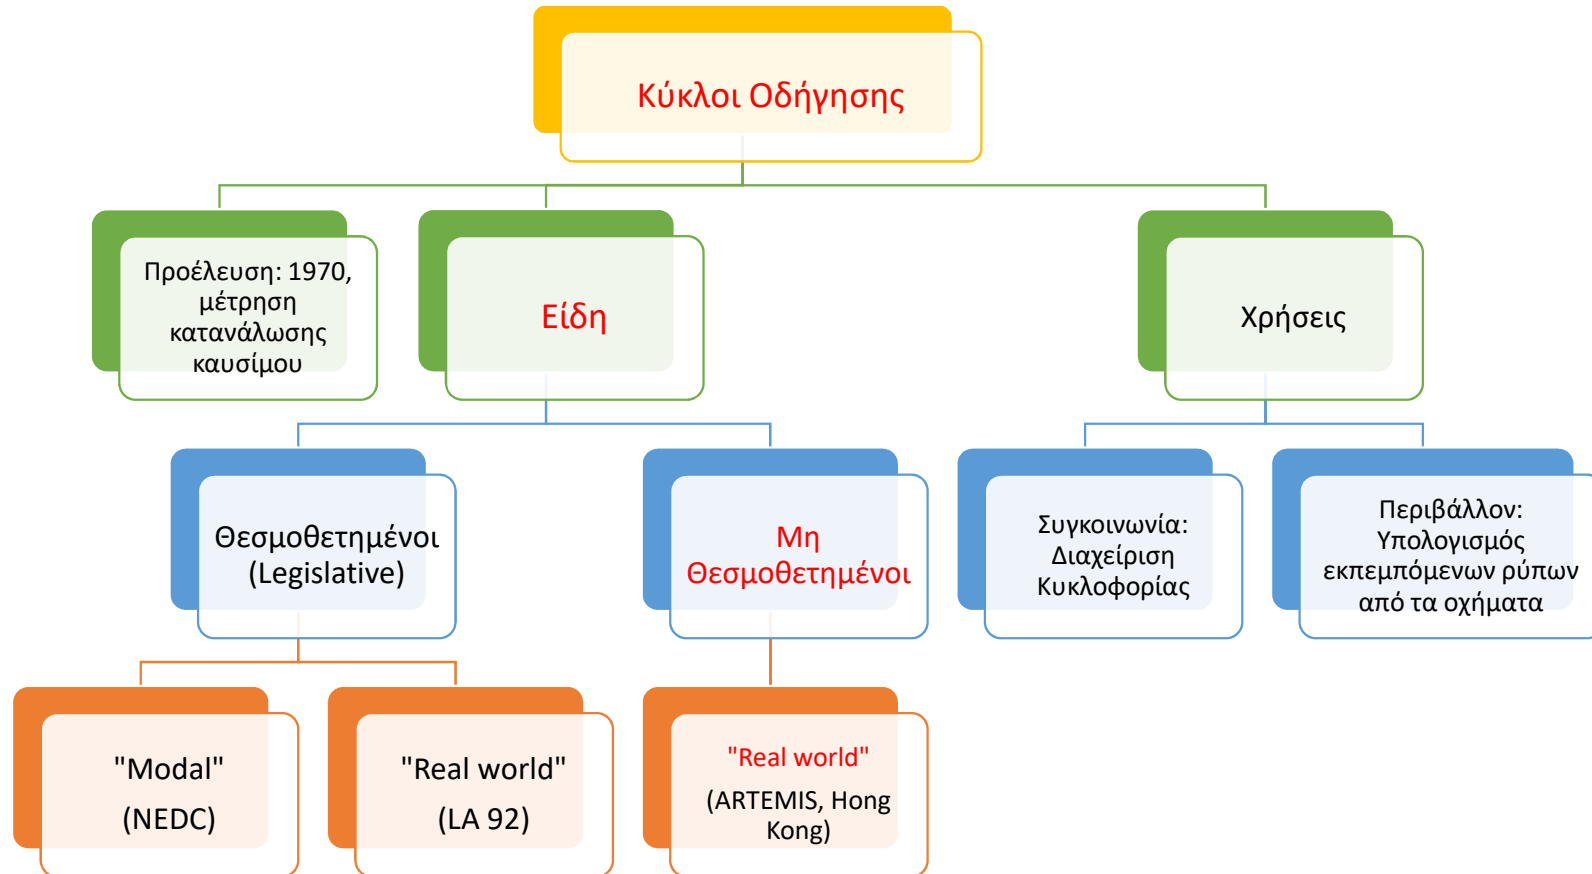 Κύκλοι Οδήγησης
Προέλευση: 1970,
μέτρηση
κατανάλωσης
καυσίμου
Είδη
Χρήσεις
Θεσμοθετημένοι
(Legislative)
Μη
Θεσμοθετημένοι
Συγκοινωνία:
Διαχείριση
Κυκλοφορίας
Περιβάλλον:
Υπολογισμός
εκπεμπόμενων ρύπων
από τα οχήματα
"Modal"
(NEDC)
"Real world"
(LA 92)
"Real world"
(ARTEMIS, Hong
Kong)